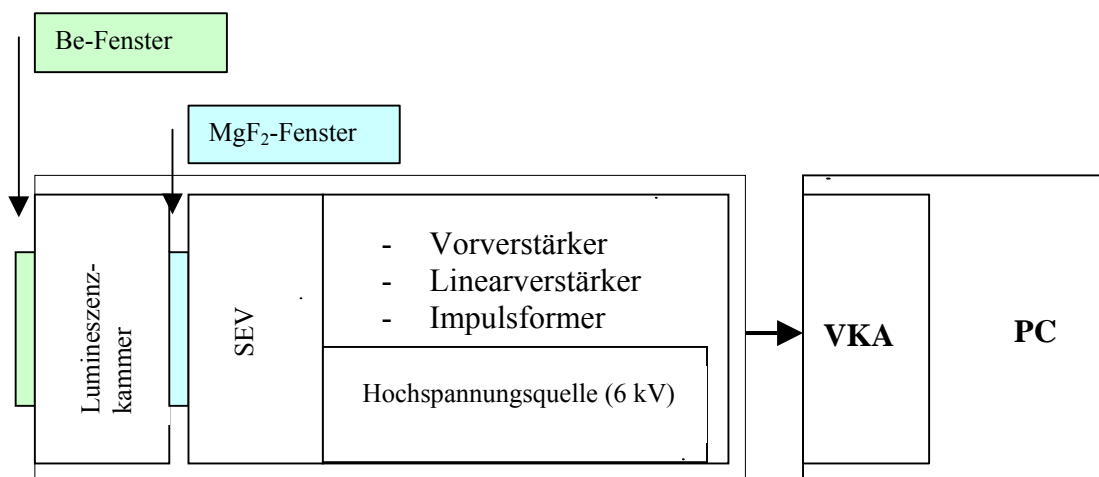 Be-Fenster
MgF₂-Fenster
Lumineszenz-
kammer
SEV
- Vorverstärker
- Linearverstärker
- Impulsformer
Hochspannungsquelle (6 kV)
VKA
PC